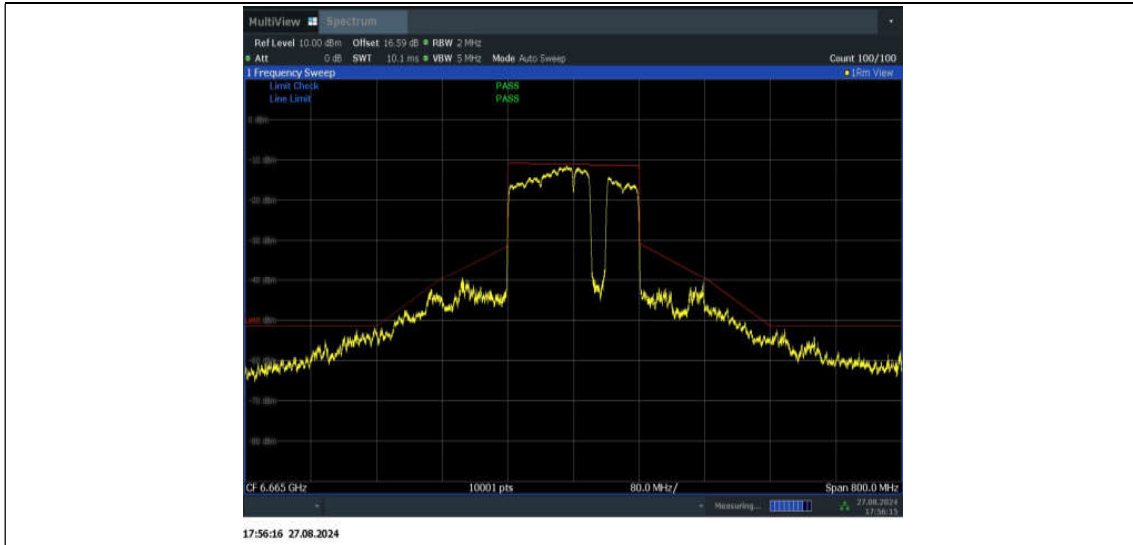 MultiView Spectrum
Ref Level 10.00 dBm Offset 16.59 dB RBW 2 MHz
Att 0 dB SWT 10.1 ms VBW 5 MHz Mode Auto Sweep Count 100/100
1 Frequency Sweep 1Rm View
Limit Check PASS
Line Limit PASS
0 dBm
-10 dBm
-20 dBm
-30 dBm
-40 dBm
-60 dBm
-70 dBm
-80 dBm
CF 6.665 GHz 10001 pts 80.0 MHz/ Span 800.0 MHz
Measuring... 27.08.2024
17:56:15
17:56:16 27.08.2024